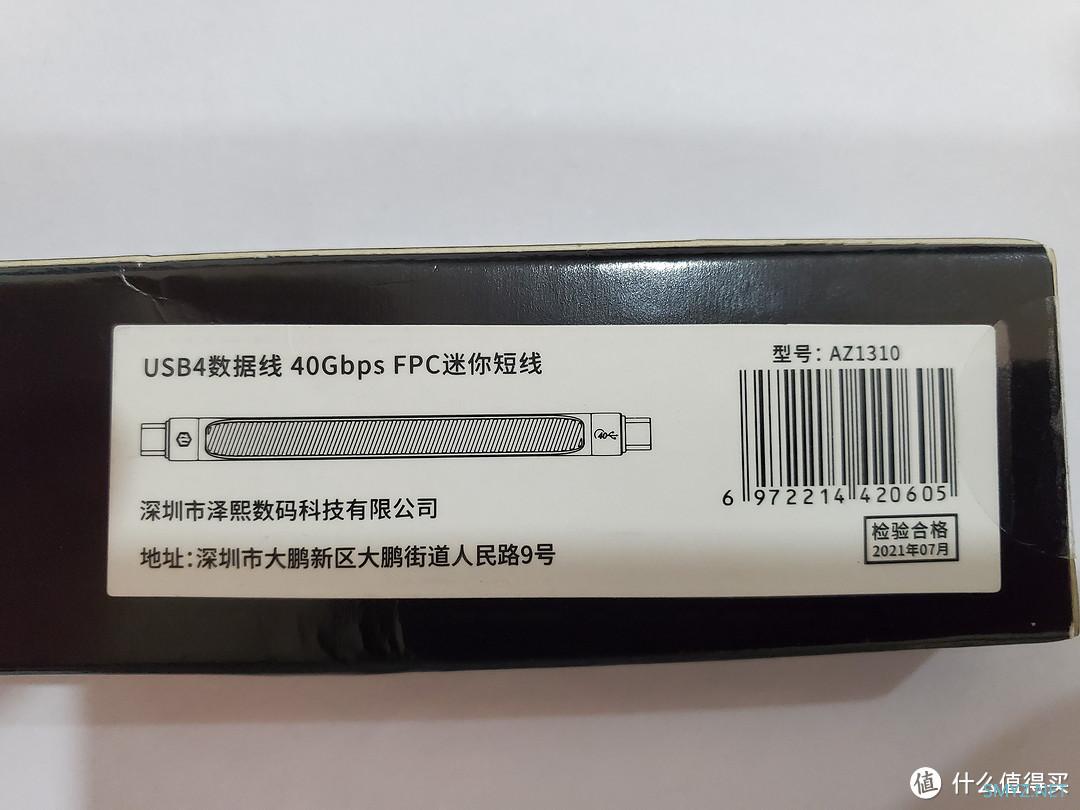 USB4数据线 40Gbps FPC迷你短线
型号: AZ1310
40
深圳市泽熙数码科技有限公司
地址:深圳市大鹏新区大鹏街道人民路9号
6 972214 420605
检验合格
2021年07月
值 什么值得买
SMYZ.NET